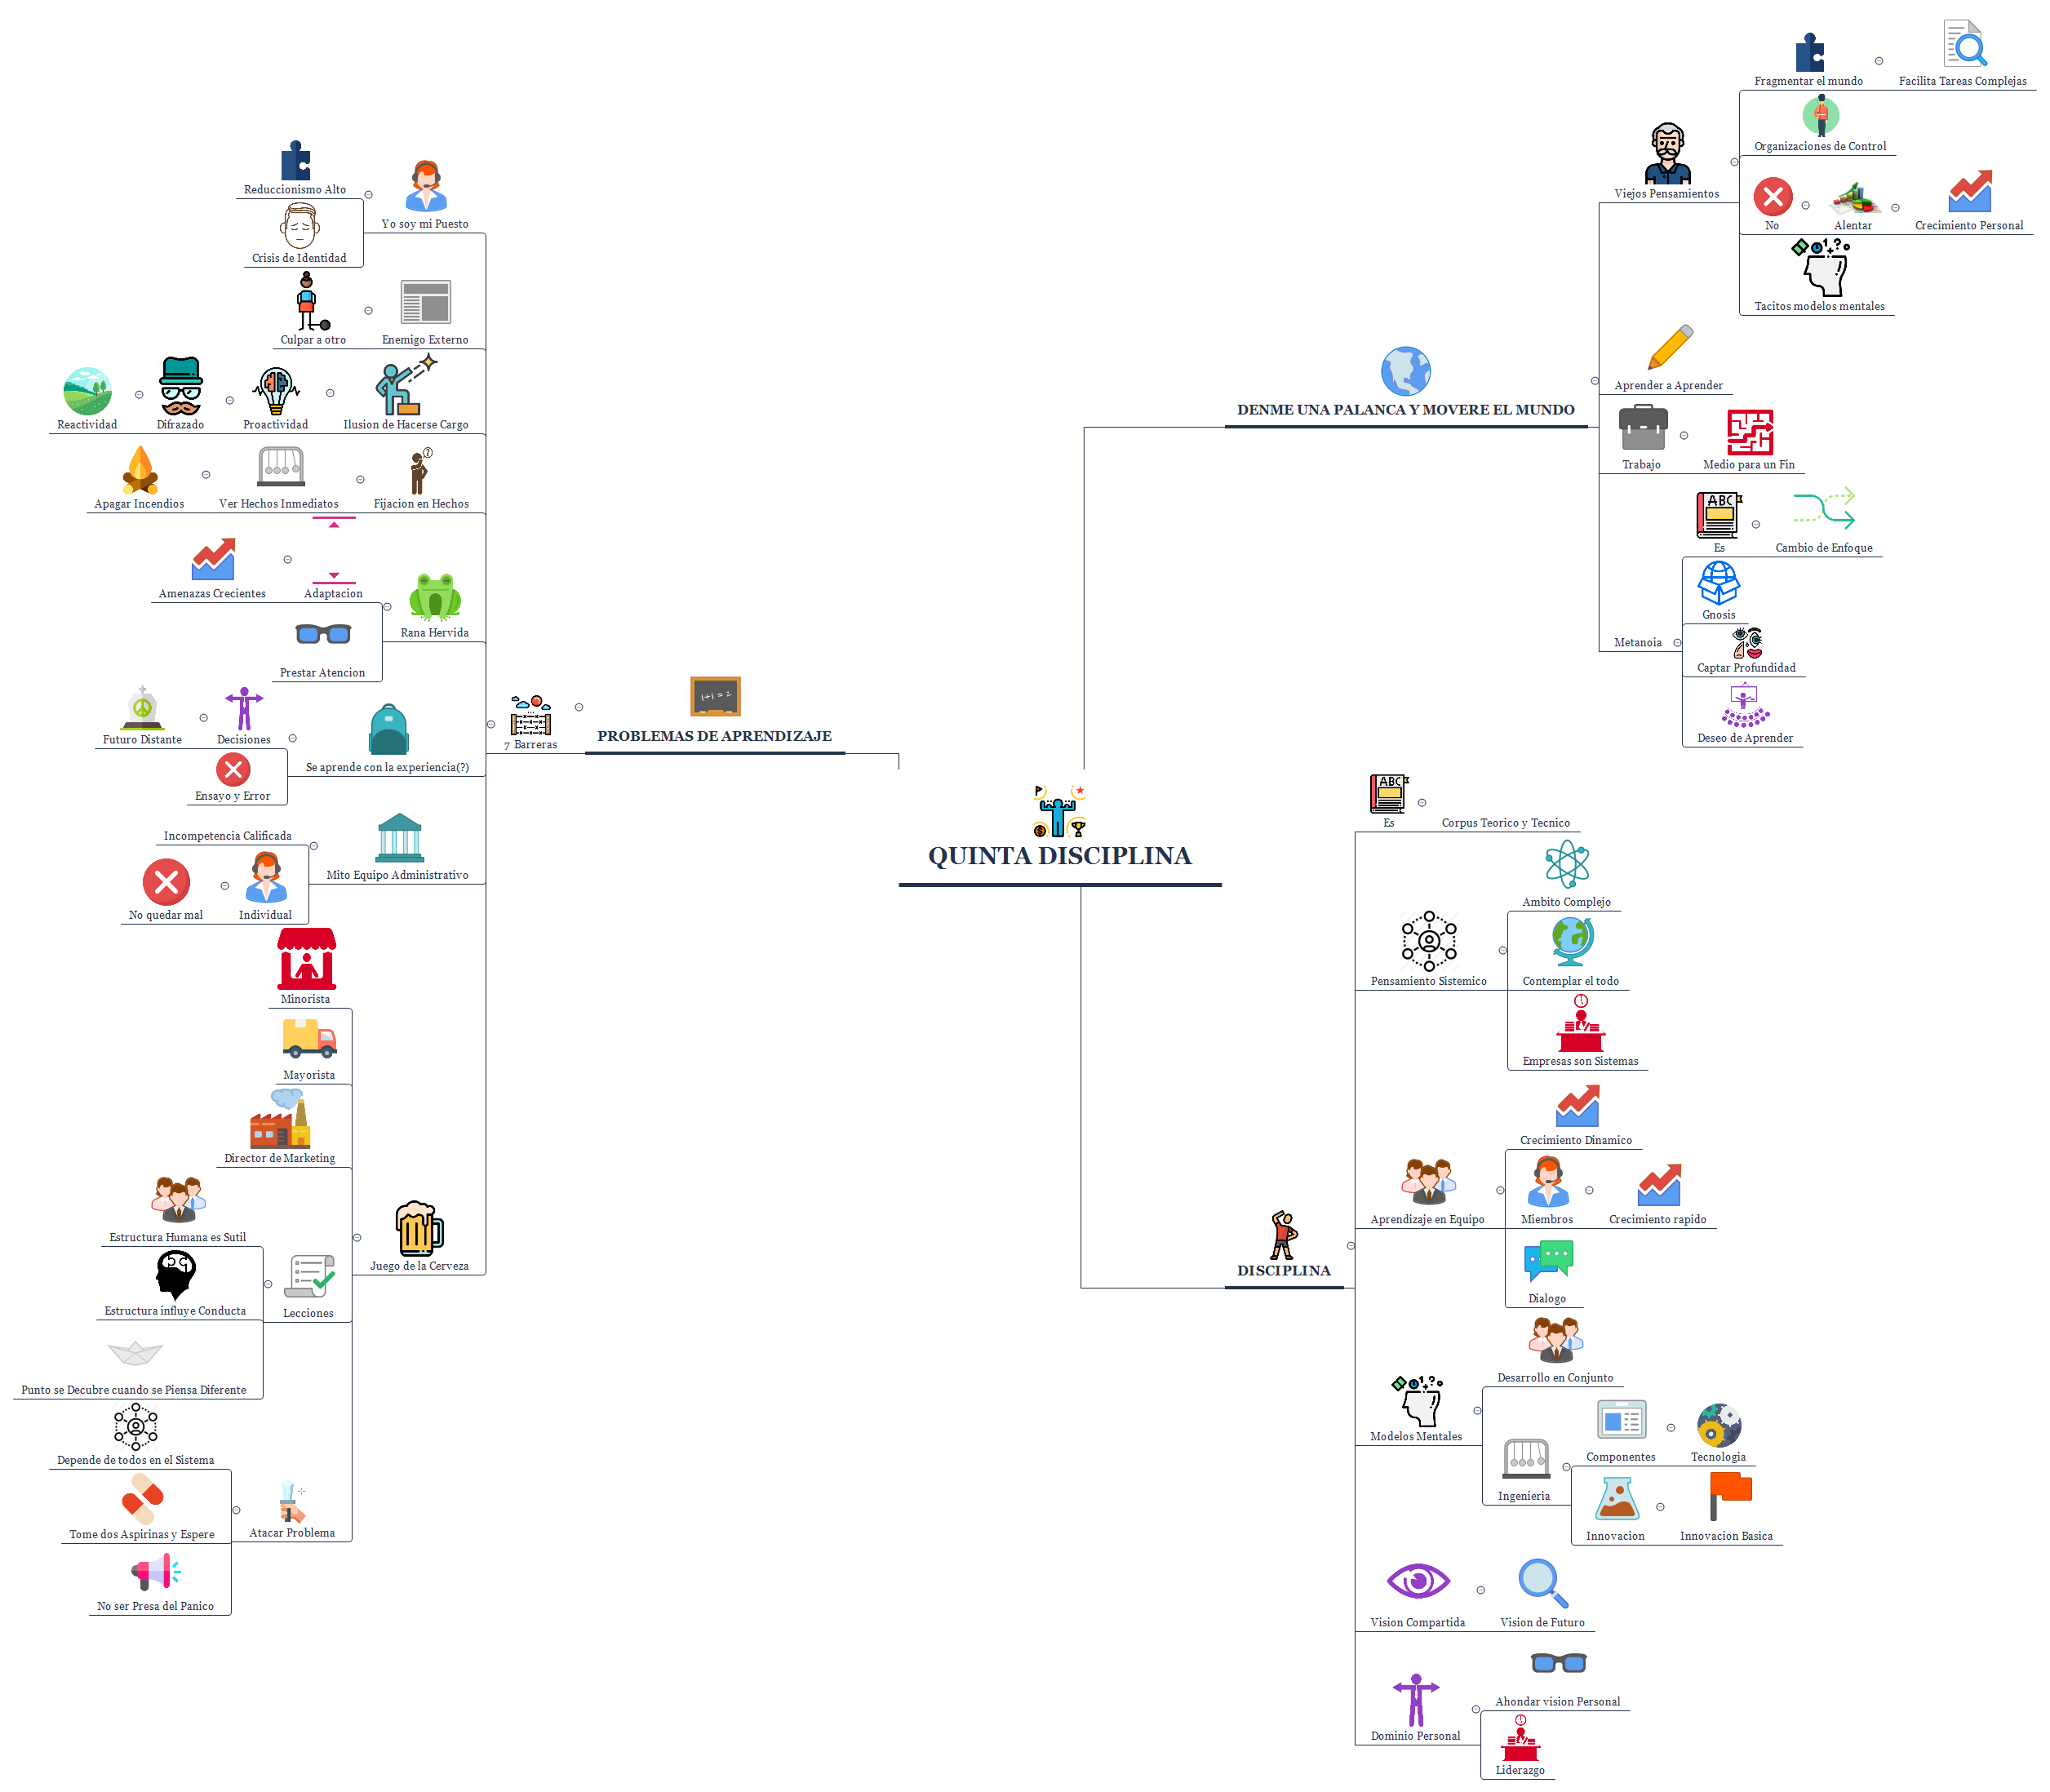 QUINTA DISCIPLINA
DENME UNA PALANCA Y MOVERE EL MUNDO
Viejos Pensamientos
Fragmentar el mundo
Facilita Tareas Complejas
Organizaciones de Control
No
Alentar
Crecimiento Personal
Tacitos modelos mentales
Aprender a Aprender
Trabajo
Medio para un Fin
Metanoia
ABC
Es
Cambio de Enfoque
Gnosis
Captar Profundidad
Deseo de Aprender
DISCIPLINA
ABC
Es
Corpus Teorico y Tecnico
Pensamiento Sistemico
Ambito Complejo
Contemplar el todo
Empresas son Sistemas
Aprendizaje en Equipo
Crecimiento Dinamico
Miembros
Crecimiento rapido
Dialogo
Modelos Mentales
Desarrollo en Conjunto
Ingenieria
Componentes
Tecnologia
Innovacion
Innovacion Basica
Vision Compartida
Vision de Futuro
Dominio Personal
Ahondar vision Personal
Liderazgo
1+1=2
PROBLEMAS DE APRENDIZAJE
7 Barreras
Yo soy mi Puesto
Reduccionismo Alto
Crisis de Identidad
Enemigo Externo
Culpar a otro
Ilusion de Hacerse Cargo
Proactividad
Difrazado
Reactividad
Fijacion en Hechos
Ver Hechos Inmediatos
Apagar Incendios
Rana Hervida
Adaptacion
Amenazas Crecientes
Prestar Atencion
Se aprende con la experiencia(?)
Decisiones
Futuro Distante
Ensayo y Error
Mito Equipo Administrativo
Incompetencia Calificada
Individual
No quedar mal
Juego de la Cerveza
Minorista
Mayorista
Director de Marketing
Lecciones
Estructura Humana es Sutil
Estructura influye Conducta
Punto se Decubre cuando se Piensa Diferente
Atacar Problema
Depende de todos en el Sistema
Tome dos Aspirinas y Espere
No ser Presa del Panico